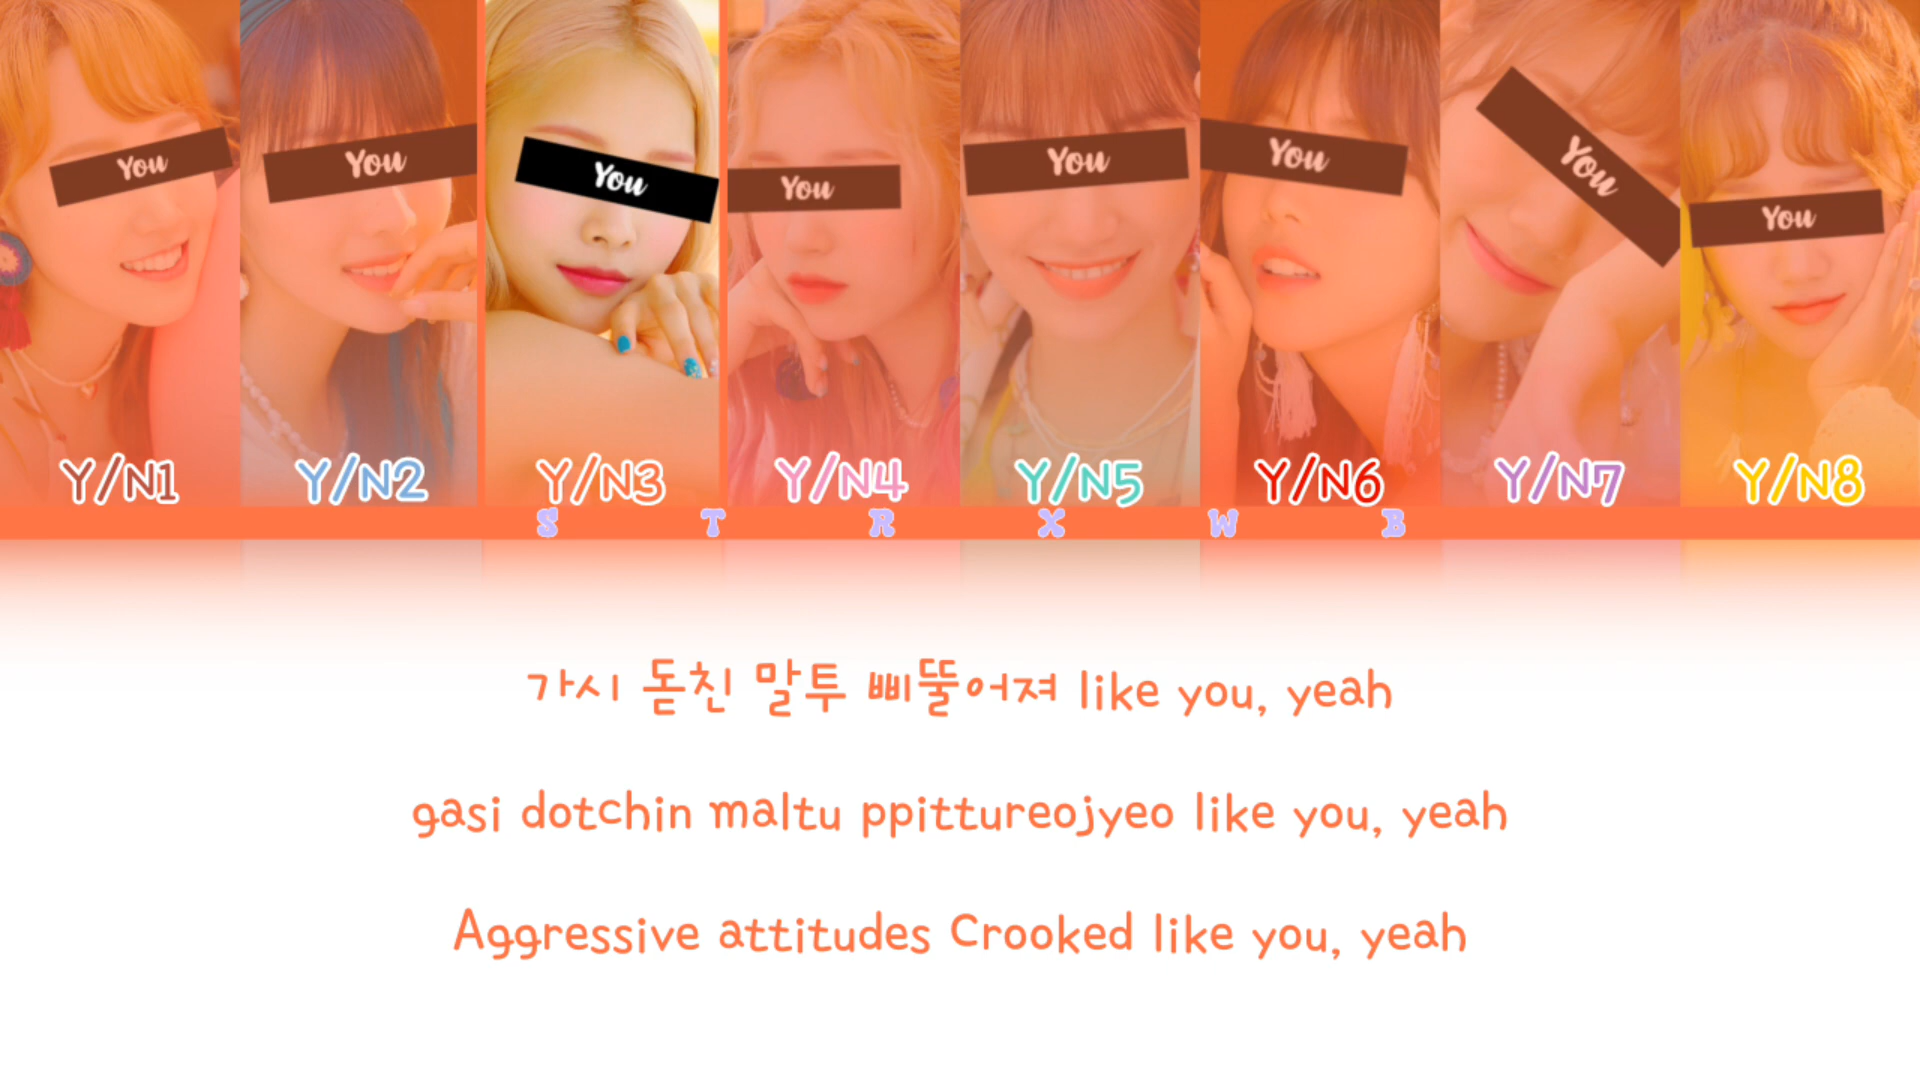 You You You You You You You You
Y/N1 Y/N2 Y/N3 Y/N4 Y/N5 Y/N6 Y/N7 Y/N8
S T R X W B
가시 돋친 말투 삐뚤어져 like you, yeah
gasi dotchin maltu ppittureojyeo like you, yeah
Aggressive attitudes Crooked like you, yeah